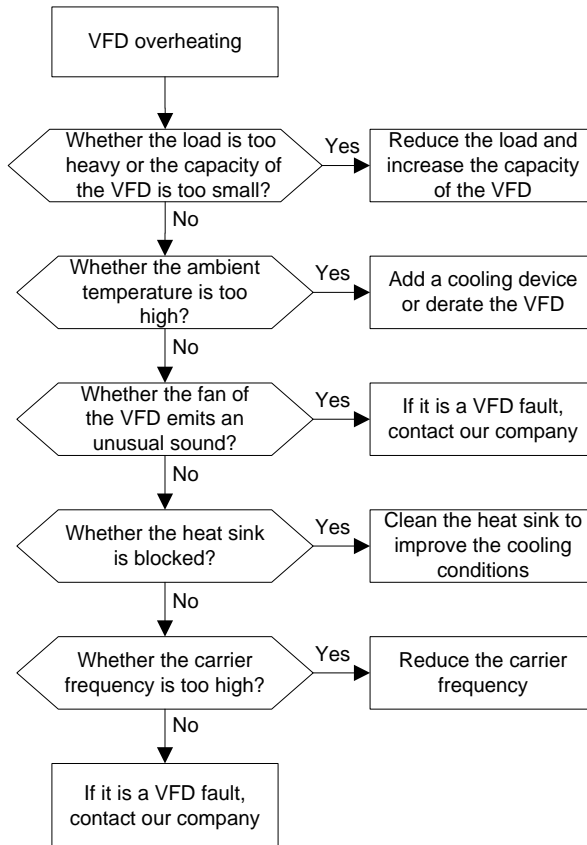 VFD overheating
Whether the load is too
heavy or the capacity of
the VFD is too small?
Yes
Reduce the load and
increase the capacity
of the VFD
No
Whether the ambient
temperature is too
high?
Yes
Add a cooling device
or derate the VFD
No
Whether the fan of
the VFD emits an
unusual sound?
Yes
If it is a VFD fault,
contact our company
No
Whether the heat sink
is blocked?
Yes
Clean the heat sink to
improve the cooling
conditions
No
Whether the carrier
frequency is too high?
Yes
Reduce the carrier
frequency
No
If it is a VFD fault,
contact our company